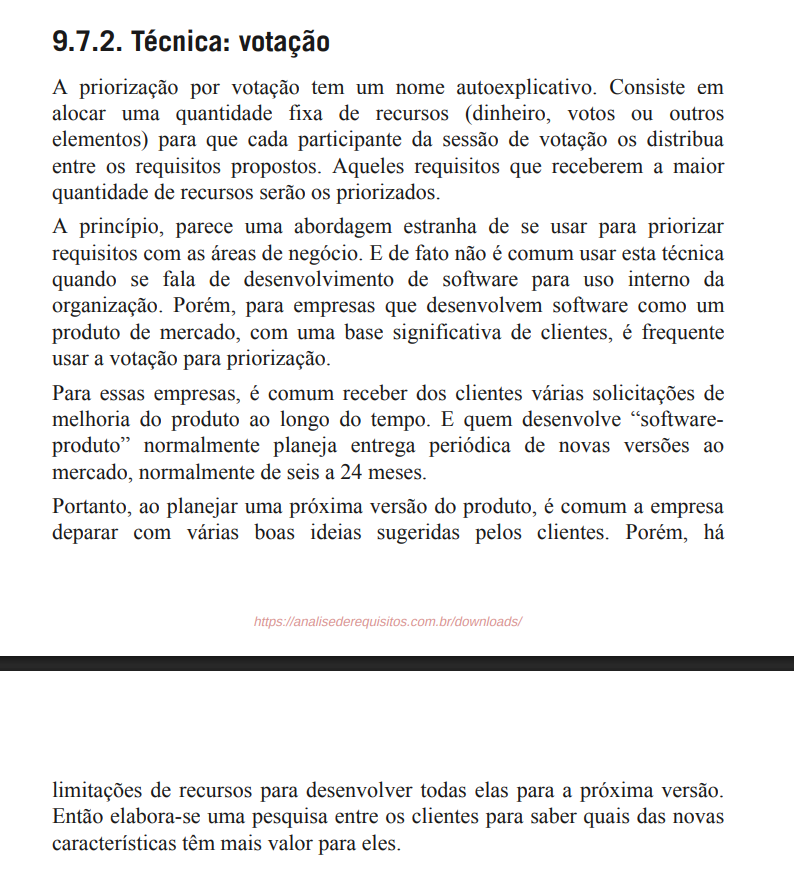 9.7.2. Técnica: votação
A priorização por votação tem um nome autoexplicativo. Consiste em
alocar uma quantidade fixa de recursos (dinheiro, votos ou outros
elementos) para que cada participante da sessão de votação os distribua
entre os requisitos propostos. Aqueles requisitos que receberem a maior
quantidade de recursos serão os priorizados.
A princípio, parece uma abordagem estranha de se usar para priorizar
requisitos com as áreas de negócio. E de fato não é comum usar esta técnica
quando se fala de desenvolvimento de software para uso interno da
organização. Porém, para empresas que desenvolvem software como um
produto de mercado, com uma base significativa de clientes, é frequente
usar a votação para priorização.
Para essas empresas, é comum receber dos clientes várias solicitações de
melhoria do produto ao longo do tempo. E quem desenvolve “software-
produto” normalmente planeja entrega periódica de novas versões ao
mercado, normalmente de seis a 24 meses.
Portanto, ao planejar uma próxima versão do produto, é comum a empresa
deparar com várias boas ideias sugeridas pelos clientes. Porém, há
https://analisederequisitos.com.br/downloads/
limitações de recursos para desenvolver todas elas para a próxima versão.
Então elabora-se uma pesquisa entre os clientes para saber quais das novas
características têm mais valor para eles.